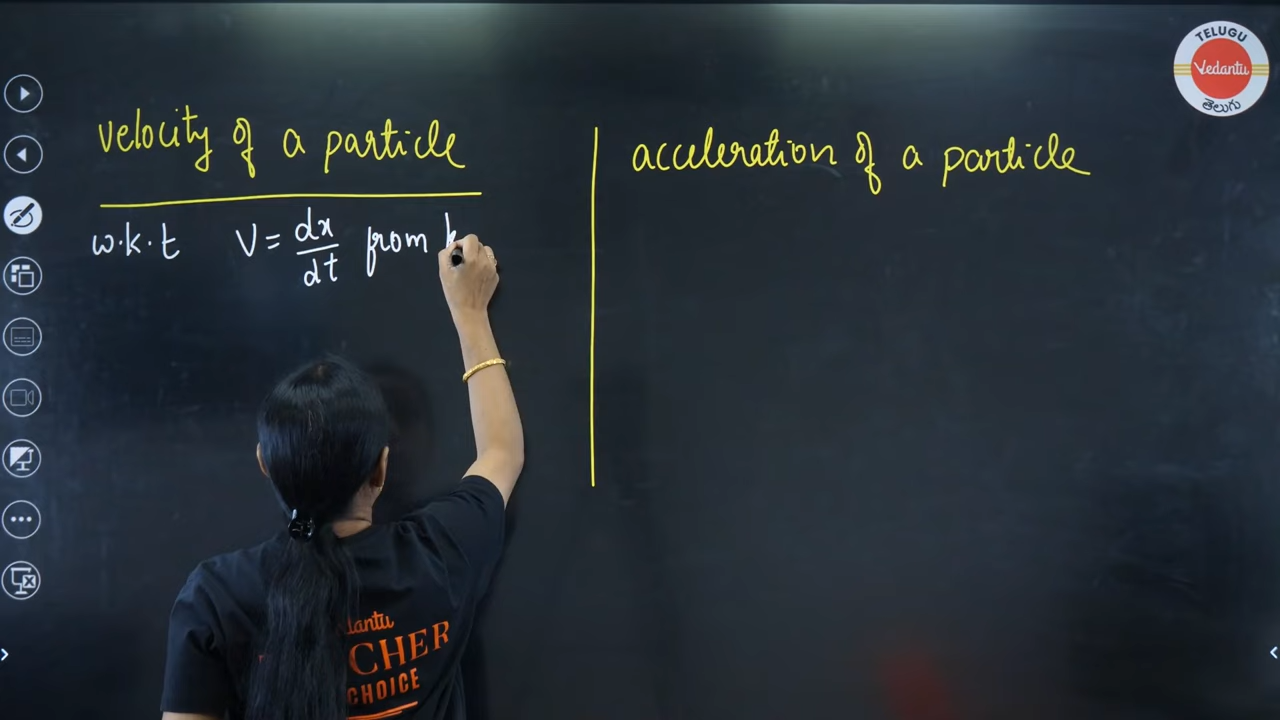 velocity of a particle
w.k.t V = dx/dt from k
acceleration of a particle
TELUGU
Vedantu
తెలుగు
CHER
CHOICE